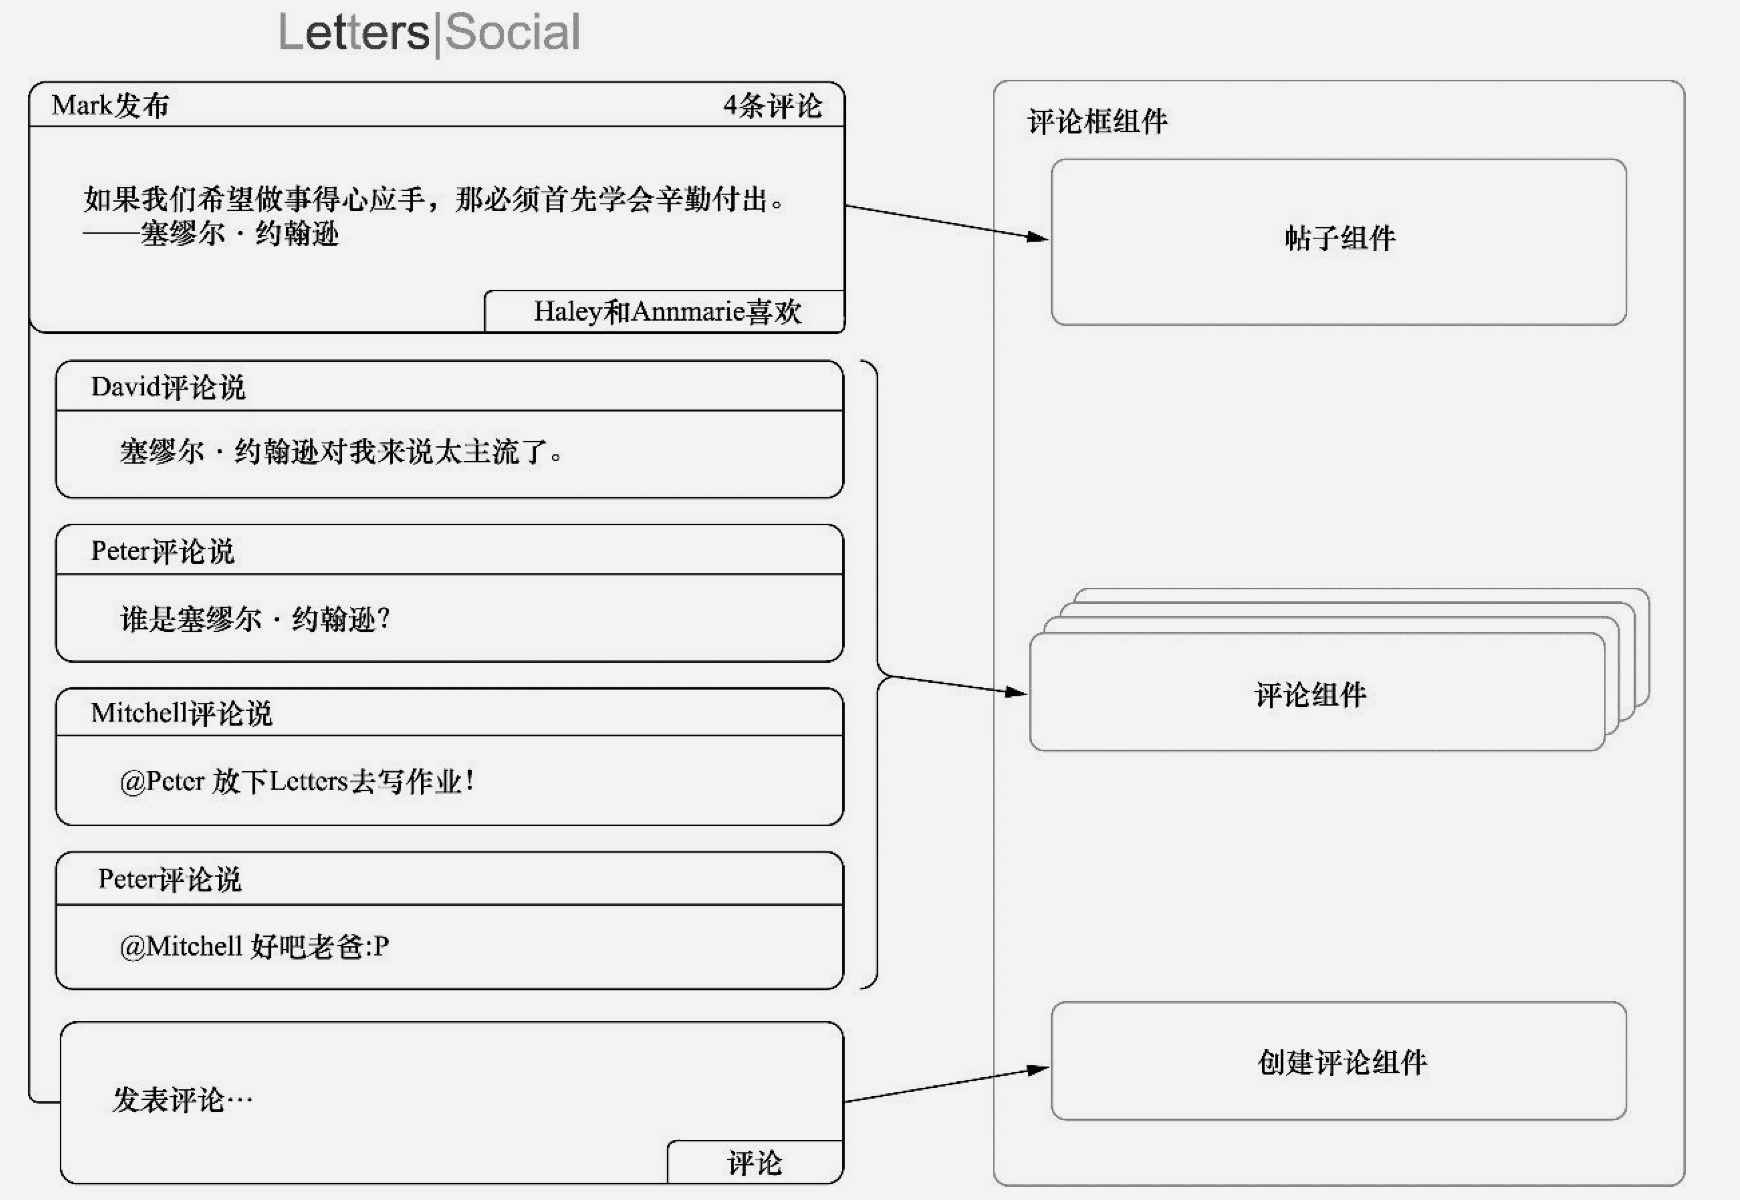 Letters|Social
Mark发布
4条评论
如果我们希望做事得心应手，那必须首先学会辛勤付出。
——塞缪尔·约翰逊
Haley和Annmarie喜欢
David评论说
塞缪尔·约翰逊对我来说太主流了。
Peter评论说
谁是塞缪尔·约翰逊？
Mitchell评论说
@Peter 放下Letters去写作业！
Peter评论说
@Mitchell 好吧老爸:P
发表评论…
评论
评论框组件
帖子组件
评论组件
创建评论组件